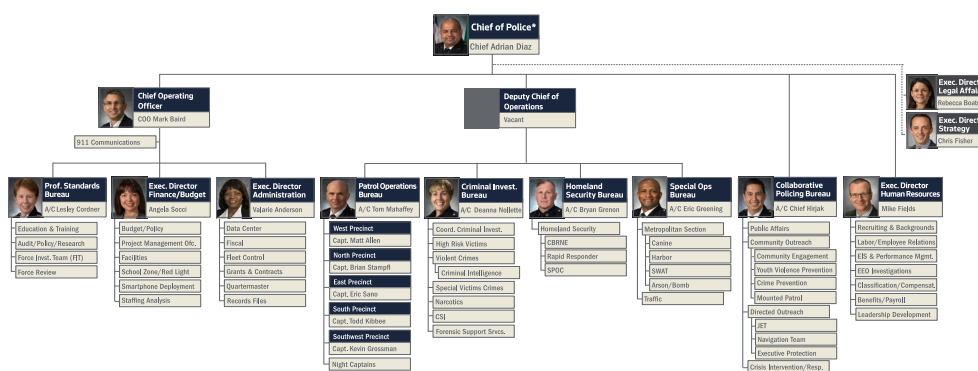 Chief of Police*
Chief Adrian Diaz
Exec. Direct
Legal Affai
Rebecca Boat
Exec. Direct
Strategy
Chris Fisher
Chief Operating
Officer
COO Mark Baird
911 Communications
Deputy Chief of
Operations
Vacant
Prof. Standards
Bureau
A/C Lesley Cordner
Education & Training
Audit/Policy/Research
Force Invst. Team (FIT)
Force Review
Exec. Director
Finance/Budget
Angela Socci
Budget/Policy
Project Management Ofc.
Facilities
School Zone/Red Light
Smartphone Deployment
Staffing Analysis
Exec. Director
Administration
Valarie Anderson
Data Center
Fiscal
Fleet Control
Grants & Contracts
Quartermaster
Records Files
Patrol Operations
Bureau
A/C Tom Mahaffey
West Precinct
Capt. Matt Allen
North Precinct
Capt. Brian Stampfl
East Precinct
Capt. Eric Sano
South Precinct
Capt. Todd Kibbee
Southwest Precinct
Capt. Kevin Grossman
Night Captains
Criminal Invest.
Bureau
A/C Deanna Nollette
Coord. Criminal Invest.
High Risk Victims
Violent Crimes
Criminal Intelligence
Special Victims Crimes
Narcotics
CSI
Forensic Support Srvcs.
Homeland
Security Bureau
A/C Bryan Grenon
Homeland Security
CBRNE
Rapid Responder
SPOC
Special Ops
Bureau
A/C Eric Greening
Metropolitan Section
Canine
Harbor
SWAT
Arson/Bomb
Traffic
Collaborative
Policing Bureau
A/C Chief Hirjak
Public Affairs
Community Outreach
Community Engagement
Youth Violence Prevention
Crime Prevention
Mounted Patrol
Directed Outreach
JET
Navigation Team
Executive Protection
Crisis Intervention/Resp.
Exec. Director
Human Resources
Mike Fields
Recruiting & Backgrounds
Labor/Employee Relations
EIS & Performance Mgmt.
EEO Investigations
Classification/Compensat.
Benefits/Payroll
Leadership Development